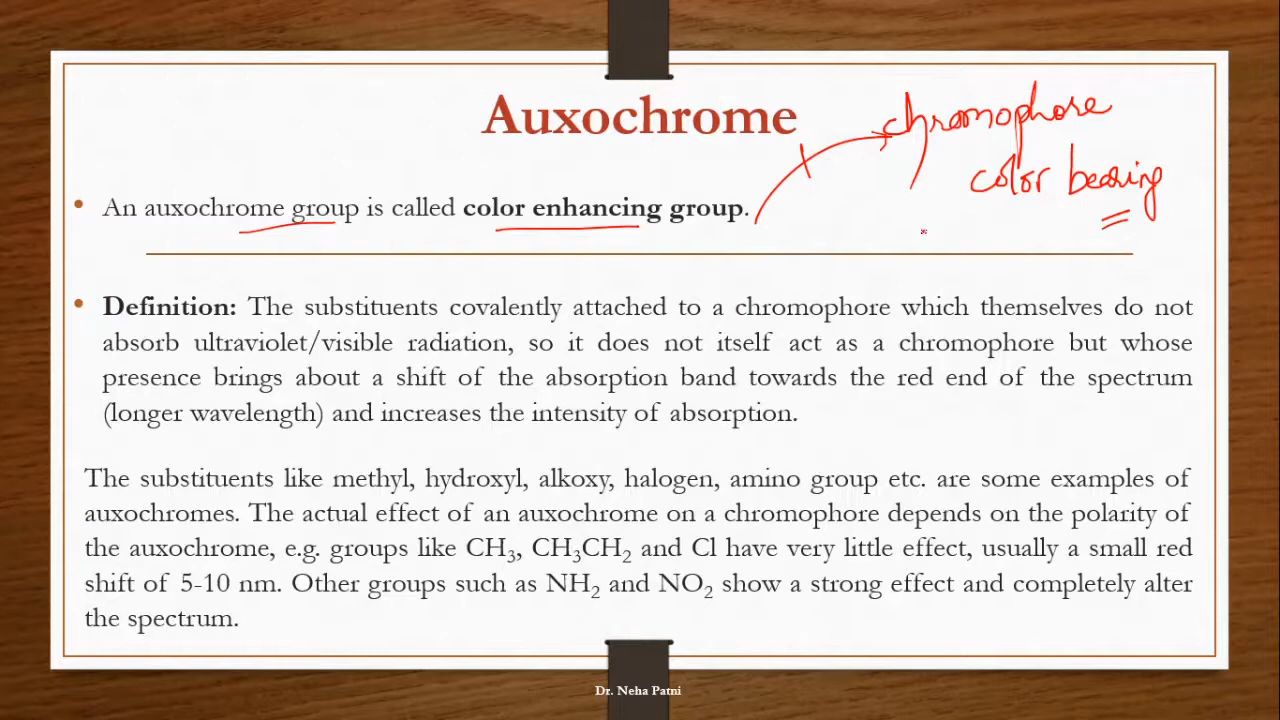 Auxochrome
chromophore
color bearing
• An auxochrome group is called color enhancing group.
• Definition: The substituents covalently attached to a chromophore which themselves do not
absorb ultraviolet/visible radiation, so it does not itself act as a chromophore but whose
presence brings about a shift of the absorption band towards the red end of the spectrum
(longer wavelength) and increases the intensity of absorption.
The substituents like methyl, hydroxyl, alkoxy, halogen, amino group etc. are some examples of
auxochromes. The actual effect of an auxochrome on a chromophore depends on the polarity of
the auxochrome, e.g. groups like CH₃, CH₃CH₂ and Cl have very little effect, usually a small red
shift of 5-10 nm. Other groups such as NH₂ and NO₂ show a strong effect and completely alter
the spectrum.
Dr. Neha Patni